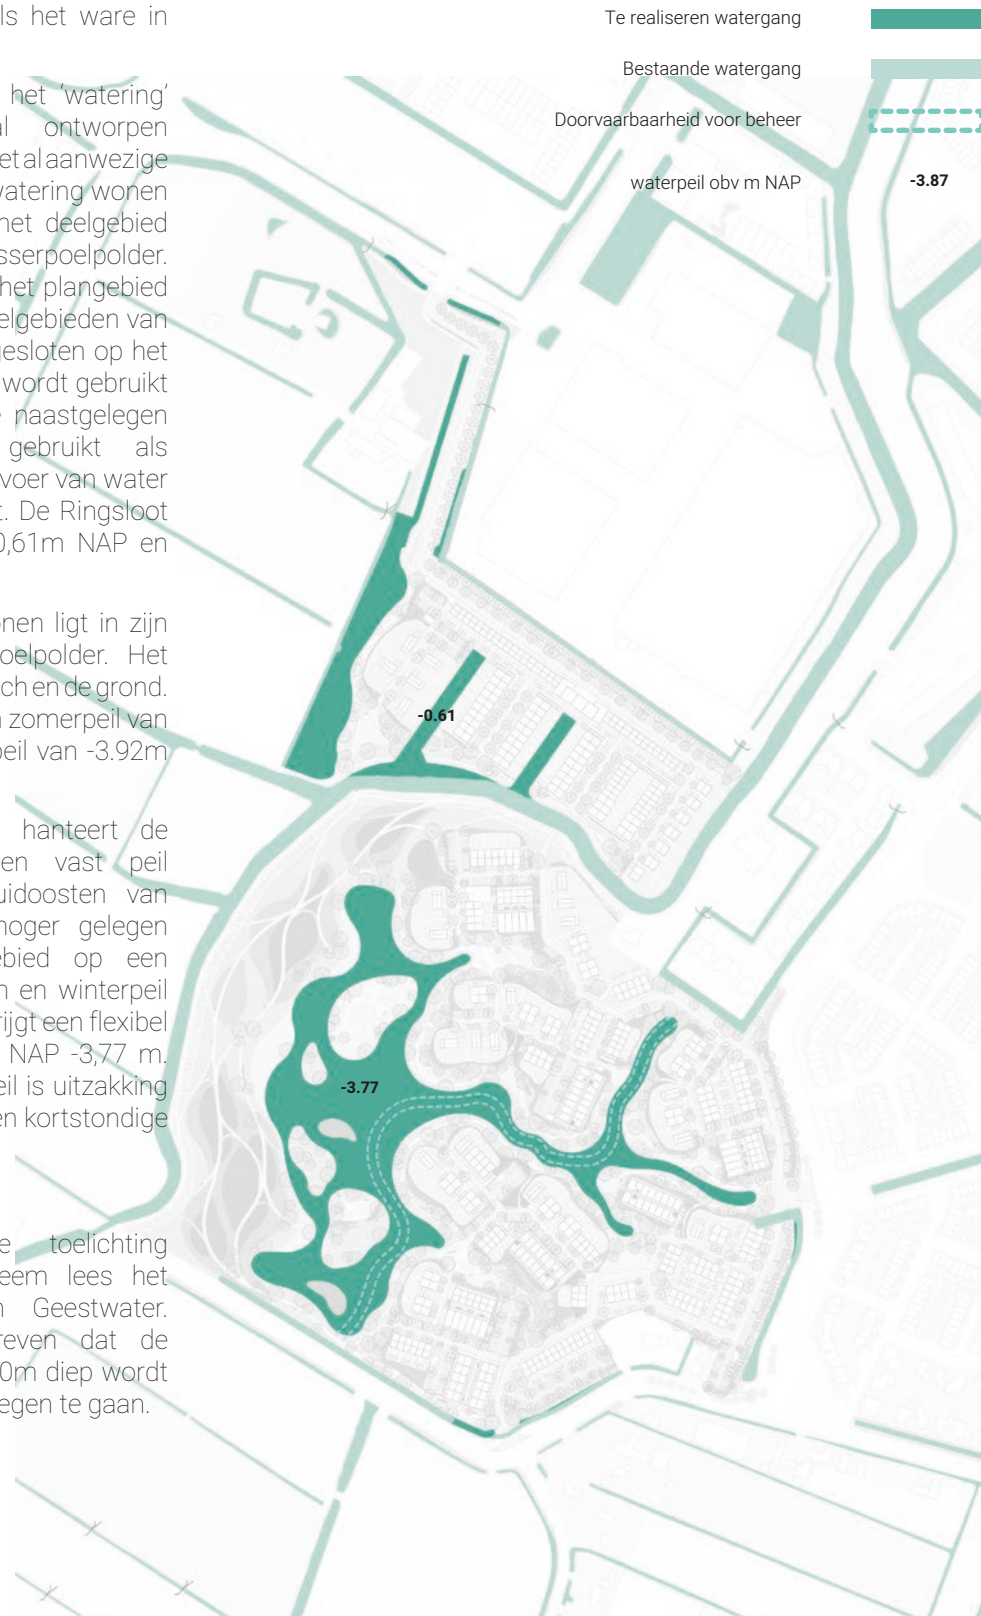 ls het ware in
het ‘watering’
al ontworpen
et al aanwezige
watering wonen
het deelgebied
sserpoelpolder.
het plangebied
elgebieden van
gesloten op het
wordt gebruikt
e naastgelegen
gebruikt als
voer van water
t. De Ringsloot
0,61m NAP en
nen ligt in zijn
oelpolder. Het
ch en de grond.
n zomerpeil van
peil van -3.92m
hanteert de
en vast peil
uidoosten van
hoger gelegen
ebied op een
n en winterpeil
rijgt een flexibel
NAP -3,77 m.
eil is uitzakking
en kortstondige
e toelichting
eem lees het
n Geestwater.
reven dat de
0m diep wordt
egen te gaan.
Te realiseren watergang
Bestaande watergang
Doorvaarbaarheid voor beheer
waterpeil obv m NAP -3.87
-0.61
-3.77